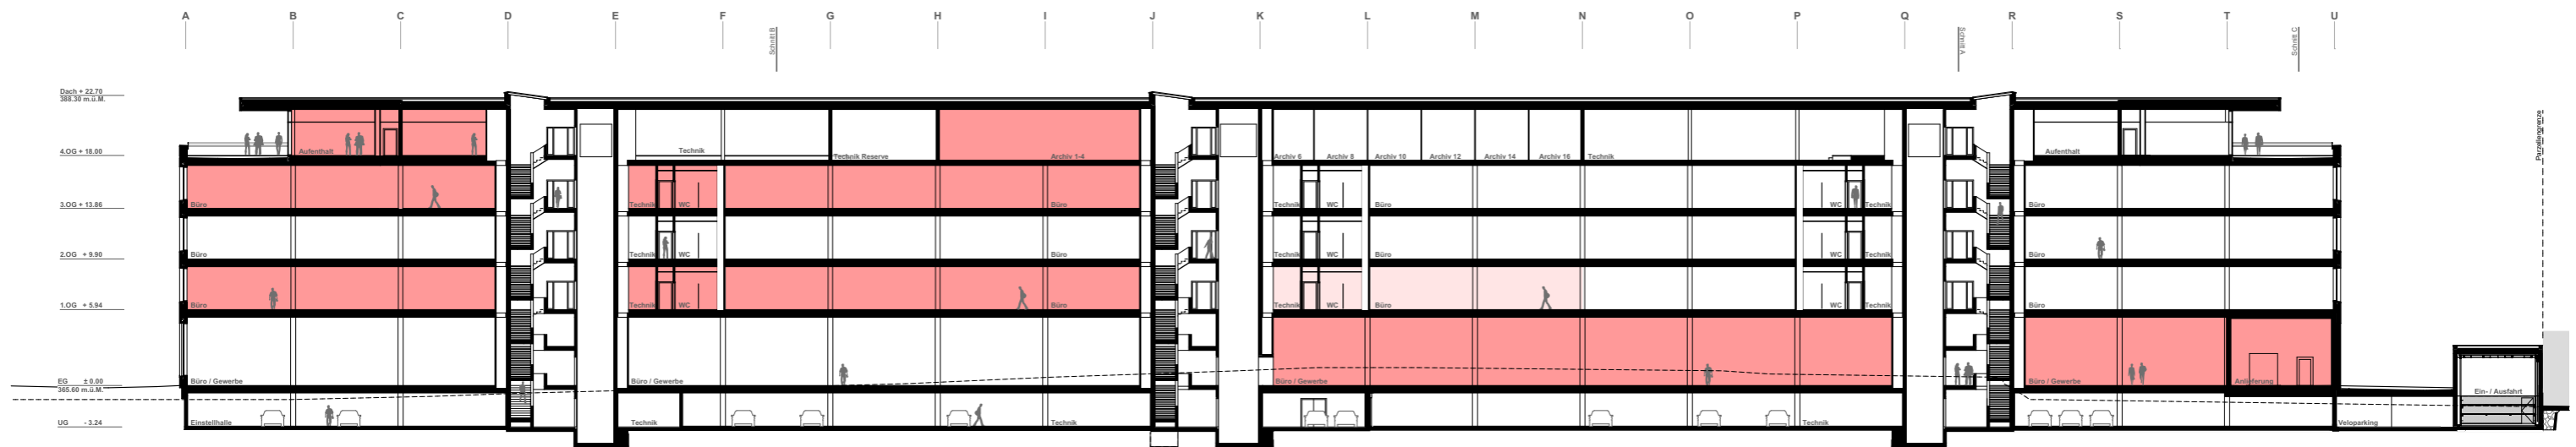 A B C D E F G H I J K L M N O P Q R S T U
Schnitt B
Schnitt A
Schnitt C
Dach + 22.70
388.30 m.ü.M.
Parzellengrenze
4.OG + 18.00
Aufenthalt Technik Technik Reserve Archiv 1-4 Archiv 6 Archiv 8 Archiv 10 Archiv 12 Archiv 14 Archiv 16 Technik Aufenthalt
3.OG + 13.86
Büro Technik WC Büro Technik WC Büro WC Technik Büro
2.OG + 9.90
Technik WC Büro Technik WC Büro WC Technik Büro
1.OG + 5.94
Büro Technik WC Büro Technik WC Büro WC Technik Büro
EG ± 0.00
365.60 m.ü.M.
Büro / Gewerbe Büro / Gewerbe Büro / Gewerbe Büro / Gewerbe Anlieferung
Ein- / Ausfahrt
UG - 3.24
Einstellhalle Technik Technik Technik Veloparking